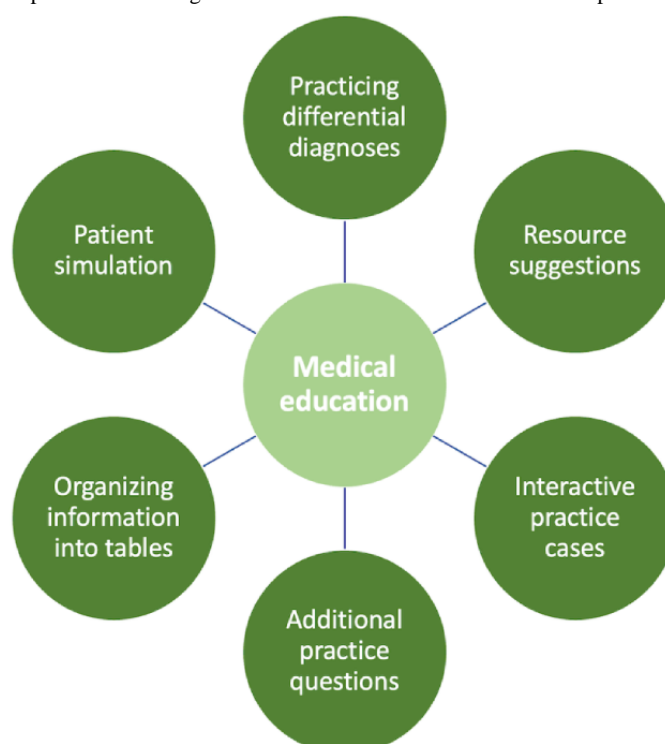 Practicing
differential
diagnoses
Patient
simulation
Resource
suggestions
Medical
education
Organizing
information
into tables
Interactive
practice
cases
Additional
practice
questions